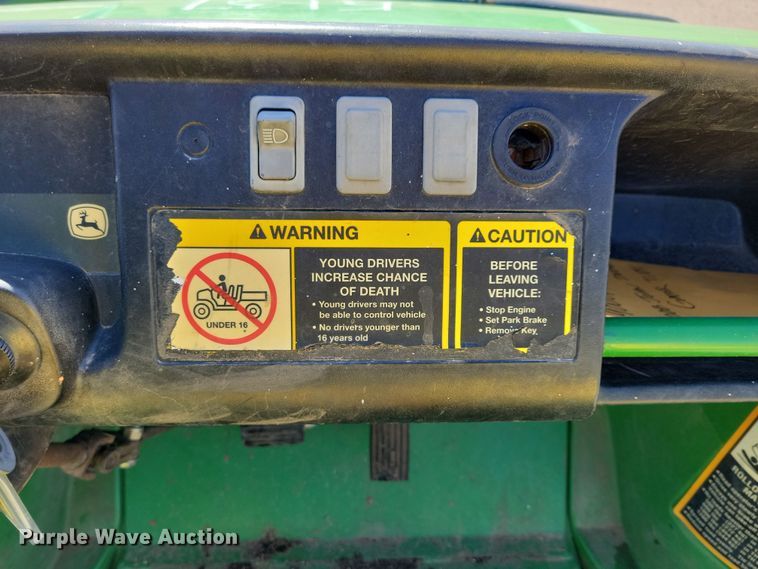 WARNING
YOUNG DRIVERS
INCREASE CHANCE
OF DEATH
• Young drivers may not
be able to control vehicle
• No drivers younger than
16 years old
UNDER 16
CAUTION
BEFORE
LEAVING
VEHICLE:
• Stop Engine
• Set Park Brake
• Remove Key
ROLLO
MA
Purple Wave Auction